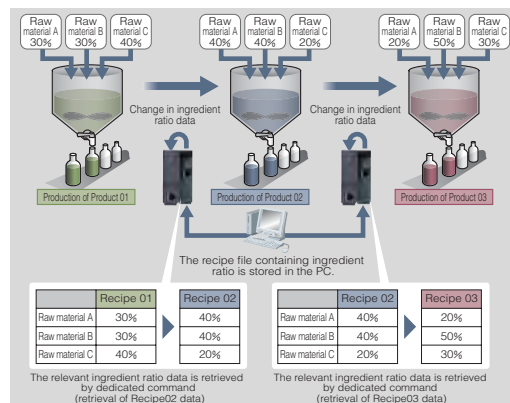 Raw material A 30%
Raw material B 30%
Raw material C 40%
Raw material A 40%
Raw material B 40%
Raw material C 20%
Raw material A 20%
Raw material B 50%
Raw material C 30%
Change in ingredient
ratio data
Change in ingredient
ratio data
Production of Product 01
Production of Product 02
Production of Product 03
The recipe file containing ingredient
ratio is stored in the PC.
Recipe 01 Recipe 02
Raw material A 30% 40%
Raw material B 30% 40%
Raw material C 40% 20%
The relevant ingredient ratio data is retrieved
by dedicated command
(retrieval of Recipe02 data)
Recipe 02 Recipe 03
Raw material A 40% 20%
Raw material B 40% 50%
Raw material C 20% 30%
The relevant ingredient ratio data is retrieved
by dedicated command
(retrieval of Recipe03 data)